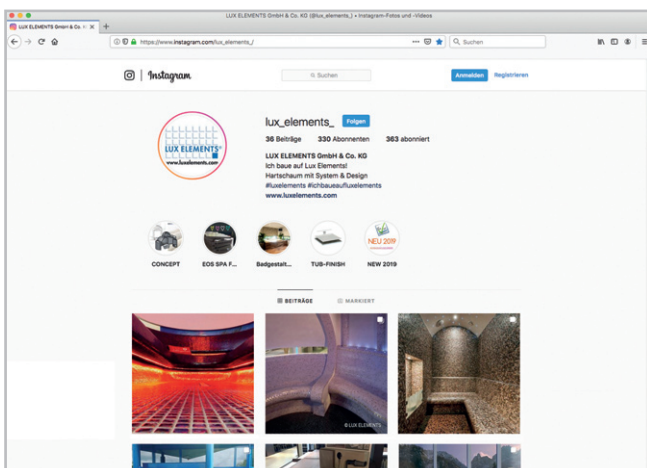 LUX ELEMENTS GmbH & Co. KG (@lux_elements_) • Instagram-Fotos und -Videos
LUX ELEMENTS GmbH & Co. K
https://www.instagram.com/lux_elements_/
Suchen
Instagram
Suchen
Anmelden Registrieren
LUX ELEMENTS®
www.luxelements.com
lux_elements_ Folgen
36 Beiträge 330 Abonnenten 363 abonniert
LUX ELEMENTS GmbH & Co. KG
Ich baue auf Lux Elements!
Hartschaum mit System & Design
#luxelements #ichbaueaufluxelements
www.luxelements.com
NEU 2019
CONCEPT EOS SPA F... Badgestalt... TUB-FINISH NEW 2019
BEITRÄGE MARKIERT
© LUX ELEMENTS